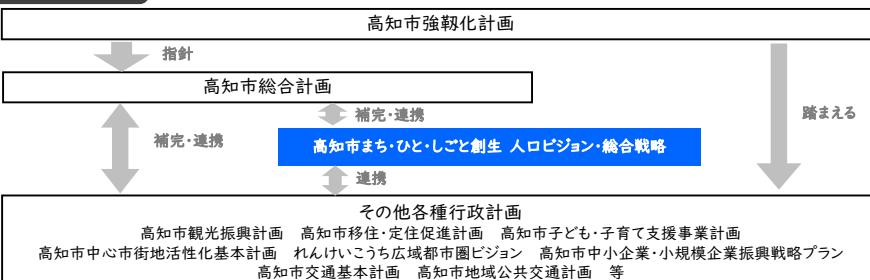 高知市強靱化計画
指針
高知市総合計画
補完・連携
踏まえる
補完・連携
高知市まち・ひと・しごと創生 人口ビジョン・総合戦略
連携
その他各種行政計画
高知市観光振興計画　高知市移住・定住促進計画　高知市子ども・子育て支援事業計画
高知市中心市街地活性化基本計画　れんけいこうち広域都市圏ビジョン　高知市中小企業・小規模企業振興戦略プラン
高知市交通基本計画　高知市地域公共交通計画　等